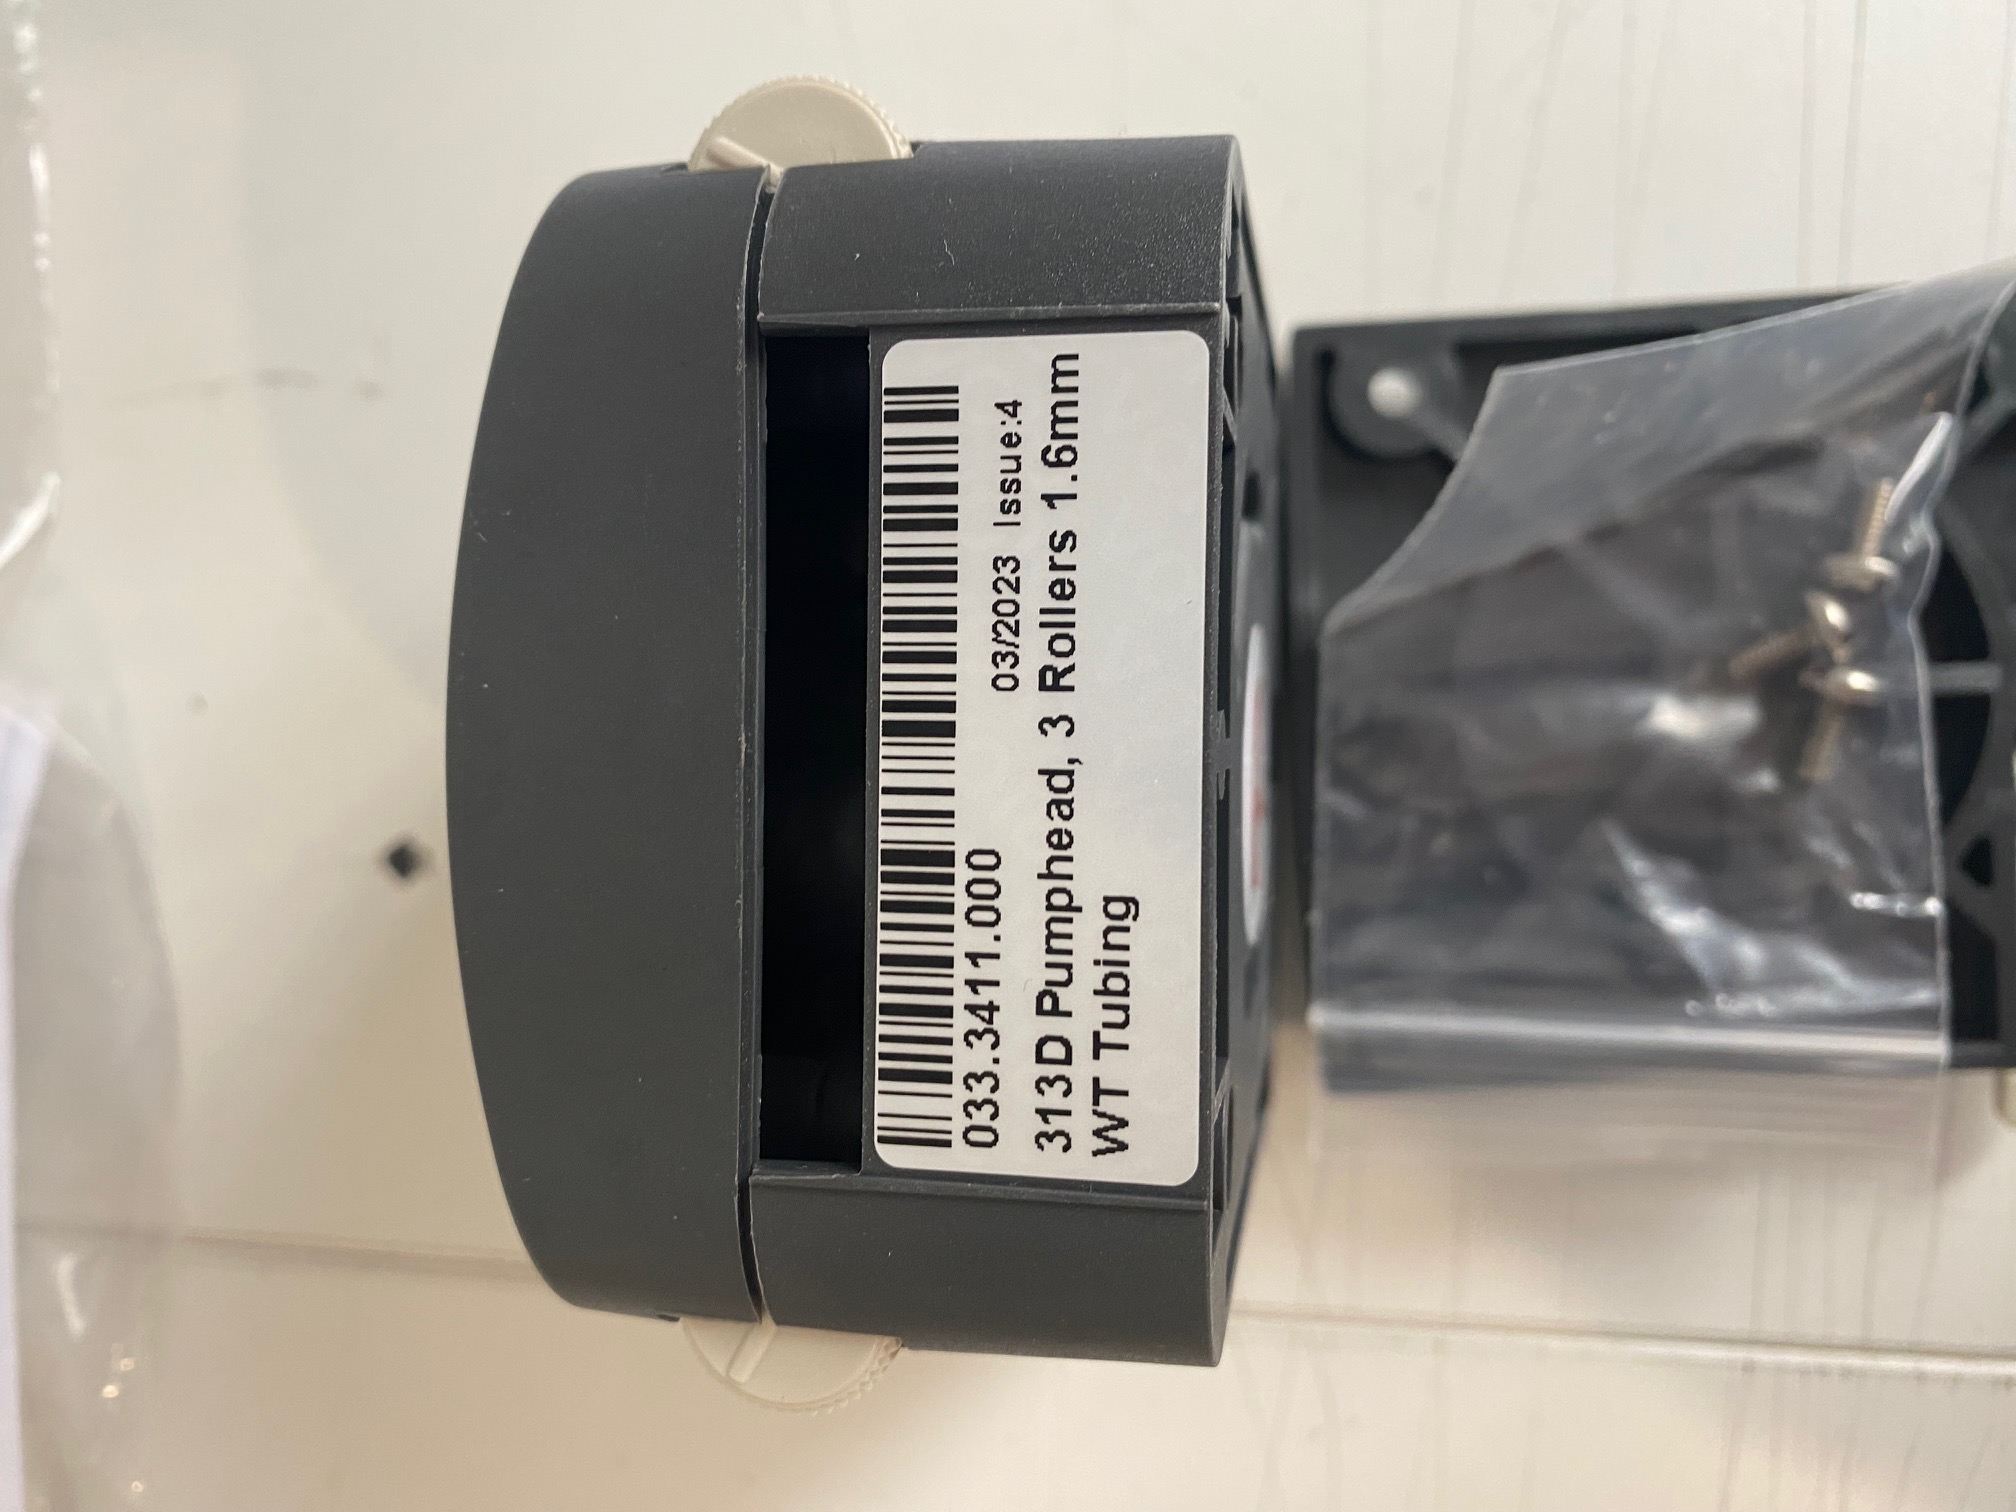 033.3411.000
03/2023 Issue:4
313D Pumphead, 3 Rollers 1.6mm
WT Tubing